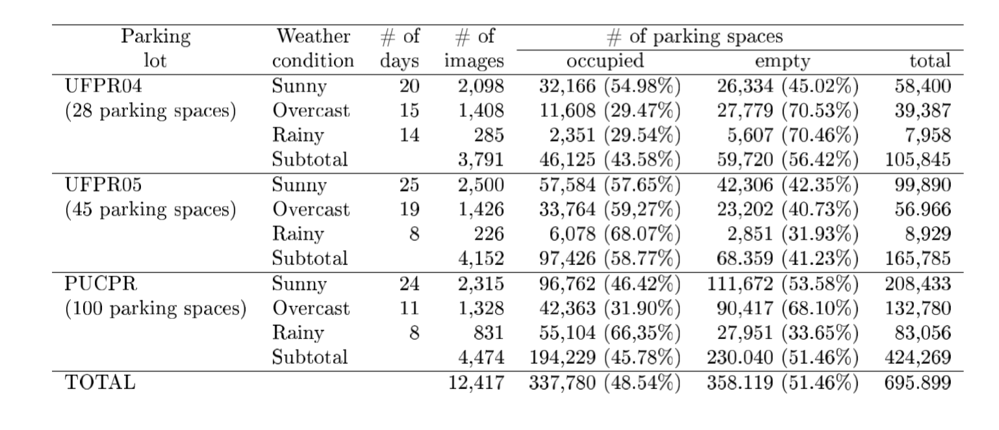 Parking Weather # of # of # of parking spaces
lot condition days images occupied empty total
UFPR04 Sunny 20 2,098 32,166 (54.98%) 26,334 (45.02%) 58,400
(28 parking spaces) Overcast 15 1,408 11,608 (29.47%) 27,779 (70.53%) 39,387
Rainy 14 285 2,351 (29.54%) 5,607 (70.46%) 7,958
Subtotal 3,791 46,125 (43.58%) 59,720 (56.42%) 105,845
UFPR05 Sunny 25 2,500 57,584 (57.65%) 42,306 (42.35%) 99,890
(45 parking spaces) Overcast 19 1,426 33,764 (59,27%) 23,202 (40.73%) 56.966
Rainy 8 226 6,078 (68.07%) 2,851 (31.93%) 8,929
Subtotal 4,152 97,426 (58.77%) 68.359 (41.23%) 165,785
PUCPR Sunny 24 2,315 96,762 (46.42%) 111,672 (53.58%) 208,433
(100 parking spaces) Overcast 11 1,328 42,363 (31.90%) 90,417 (68.10%) 132,780
Rainy 8 831 55,104 (66,35%) 27,951 (33.65%) 83,056
Subtotal 4,474 194,229 (45.78%) 230.040 (51.46%) 424,269
TOTAL 12,417 337,780 (48.54%) 358.119 (51.46%) 695.899